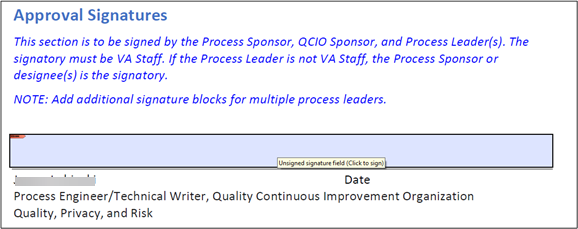 Approval Signatures
This section is to be signed by the Process Sponsor, QCIO Sponsor, and Process Leader(s). The
signatory must be VA Staff. If the Process Leader is not VA Staff, the Process Sponsor or
designee(s) is the signatory.
NOTE: Add additional signature blocks for multiple process leaders.
Unsigned signature field (Click to sign)
Date
Process Engineer/Technical Writer, Quality Continuous Improvement Organization
Quality, Privacy, and Risk